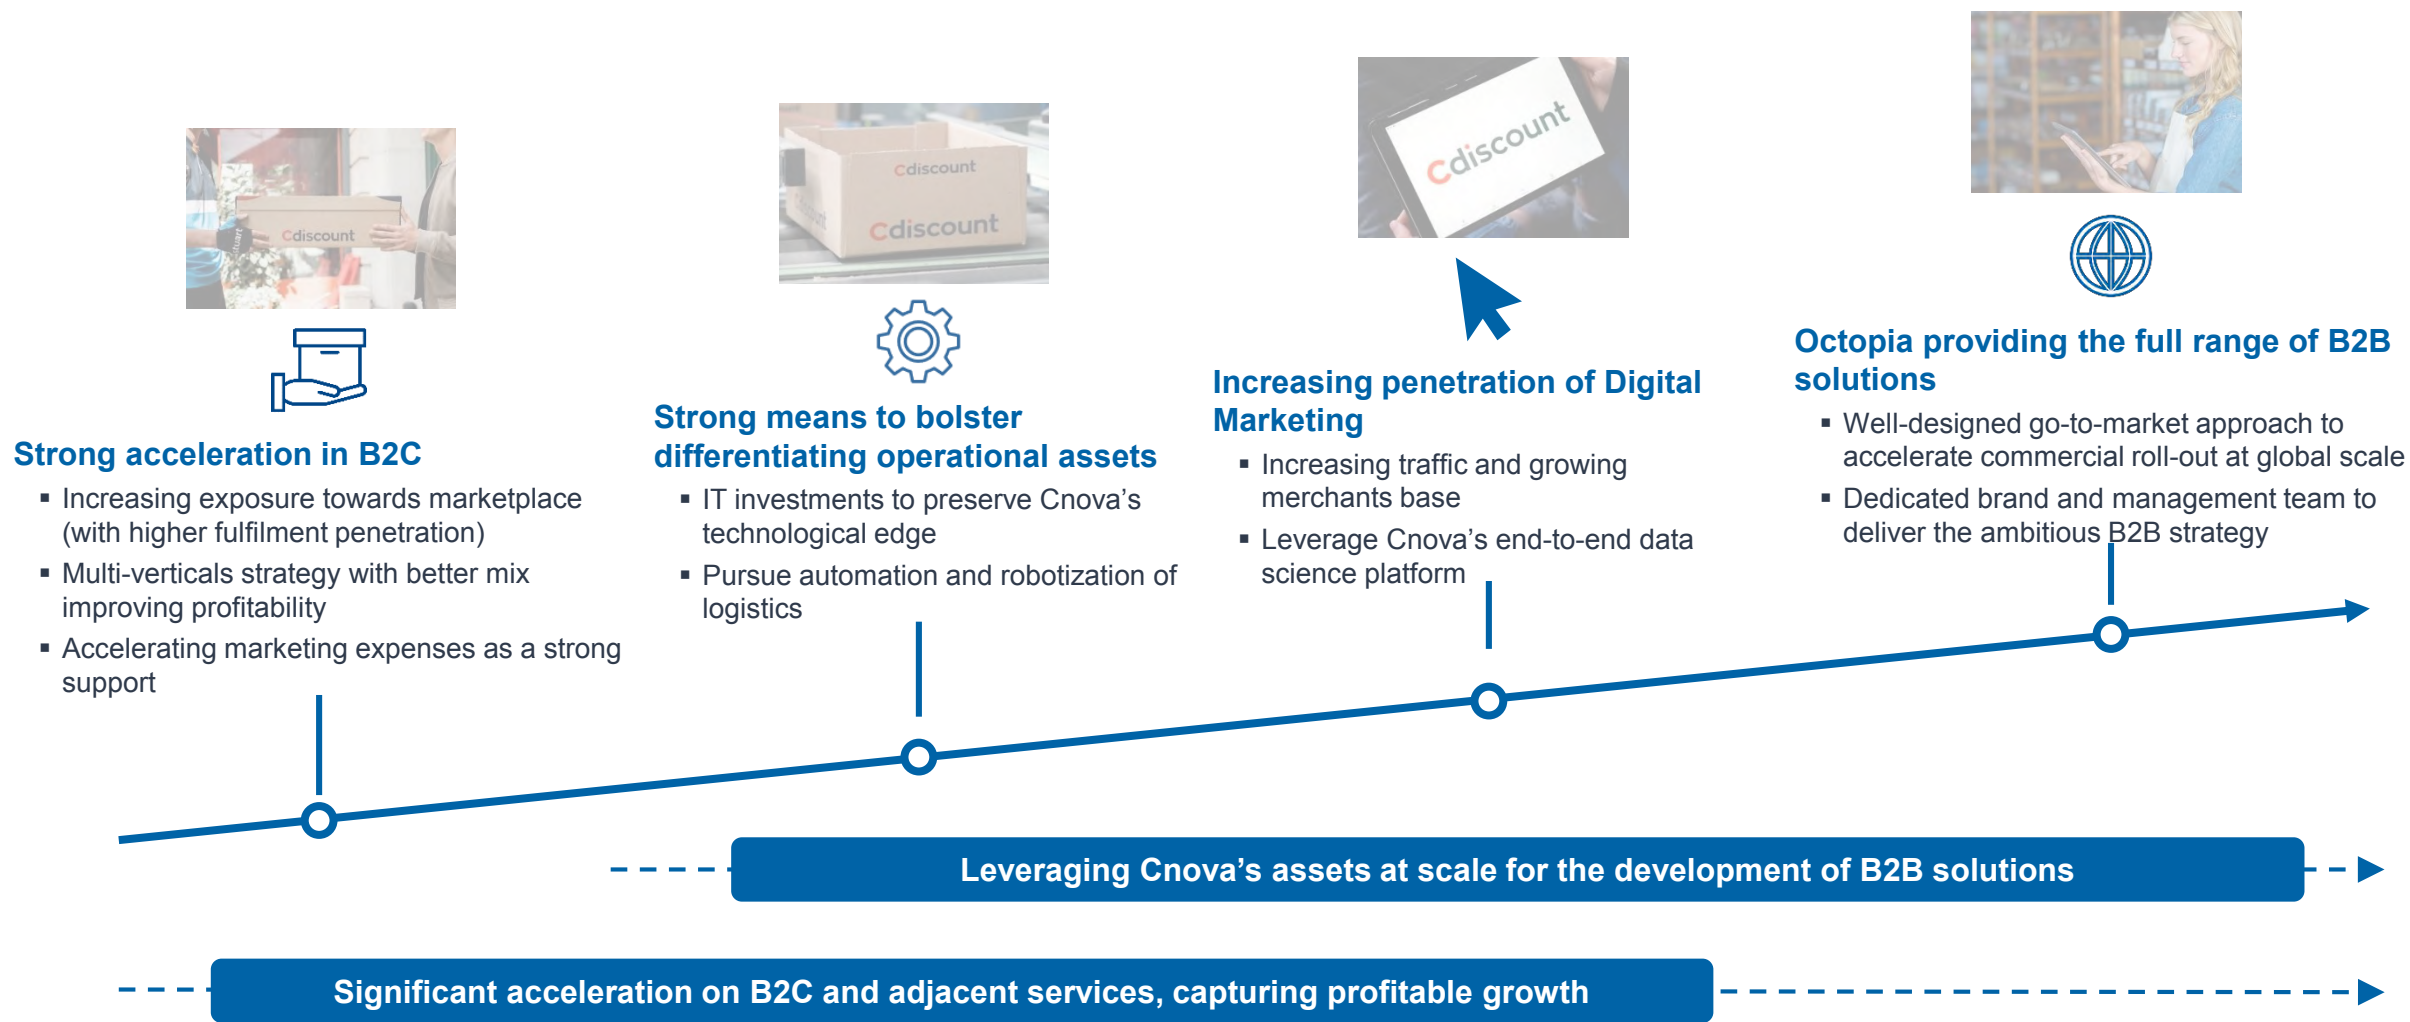 Cdiscount
Cdiscount
Cdiscount
Cdiscount
Strong acceleration in B2C
▪ Increasing exposure towards marketplace
(with higher fulfilment penetration)
▪ Multi-verticals strategy with better mix
improving profitability
▪ Accelerating marketing expenses as a strong
support
Strong means to bolster
differentiating operational assets
▪ IT investments to preserve Cnova’s
technological edge
▪ Pursue automation and robotization of
logistics
Increasing penetration of Digital
Marketing
▪ Increasing traffic and growing
merchants base
▪ Leverage Cnova’s end-to-end data
science platform
Octopia providing the full range of B2B
solutions
▪ Well-designed go-to-market approach to
accelerate commercial roll-out at global scale
▪ Dedicated brand and management team to
deliver the ambitious B2B strategy
Leveraging Cnova’s assets at scale for the development of B2B solutions
Significant acceleration on B2C and adjacent services, capturing profitable growth